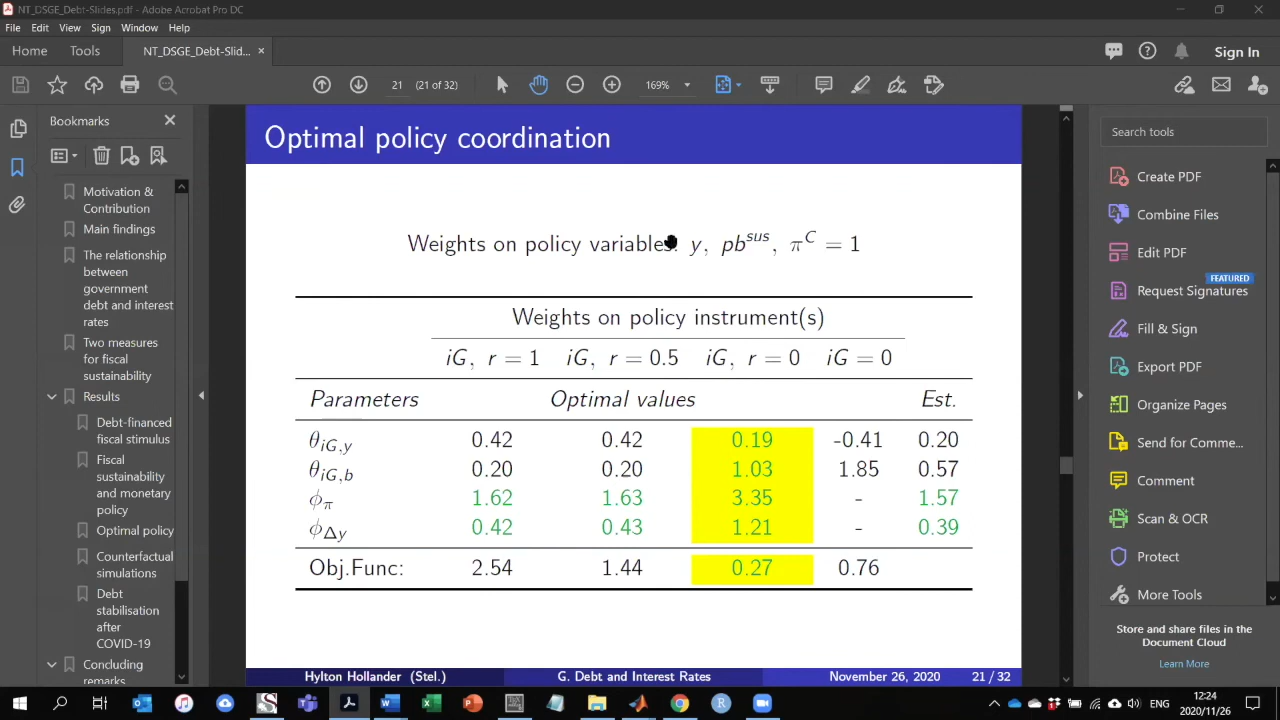 NT_DSGE_Debt-Slides.pdf - Adobe Acrobat Pro DC
File Edit View Sign Window Help
Home Tools NT_DSGE_Debt-Slid... × Sign In
21 (21 of 32) 169%
Bookmarks
Motivation &
Contribution
Main findings
The relationship
between
government
debt and interest
rates
Two measures
for fiscal
sustainability
Results
Debt-financed
fiscal stimulus
Fiscal
sustainability
and monetary
policy
Optimal policy
Counterfactual
simulations
Debt
stabilisation
after
COVID-19
Concluding
remarks
Optimal policy coordination
Weights on policy variables: y, pb^sus, π^C = 1
Weights on policy instrument(s)
iG, r = 1 iG, r = 0.5 iG, r = 0 iG = 0
Parameters Optimal values Est.
θ_iG,y 0.42 0.42 0.19 -0.41 0.20
θ_iG,b 0.20 0.20 1.03 1.85 0.57
ϕ_π 1.62 1.63 3.35 - 1.57
ϕ_Δy 0.42 0.43 1.21 - 0.39
Obj.Func: 2.54 1.44 0.27 0.76
Hylton Hollander (Stel.) G. Debt and Interest Rates November 26, 2020 21 / 32
Search tools
Create PDF
Combine Files
Edit PDF
FEATURED
Request Signatures
Fill & Sign
Export PDF
Organize Pages
Send for Comme...
Comment
Scan & OCR
Protect
More Tools
Store and share files in the
Document Cloud
Learn More
ENG
12:24
2020/11/26